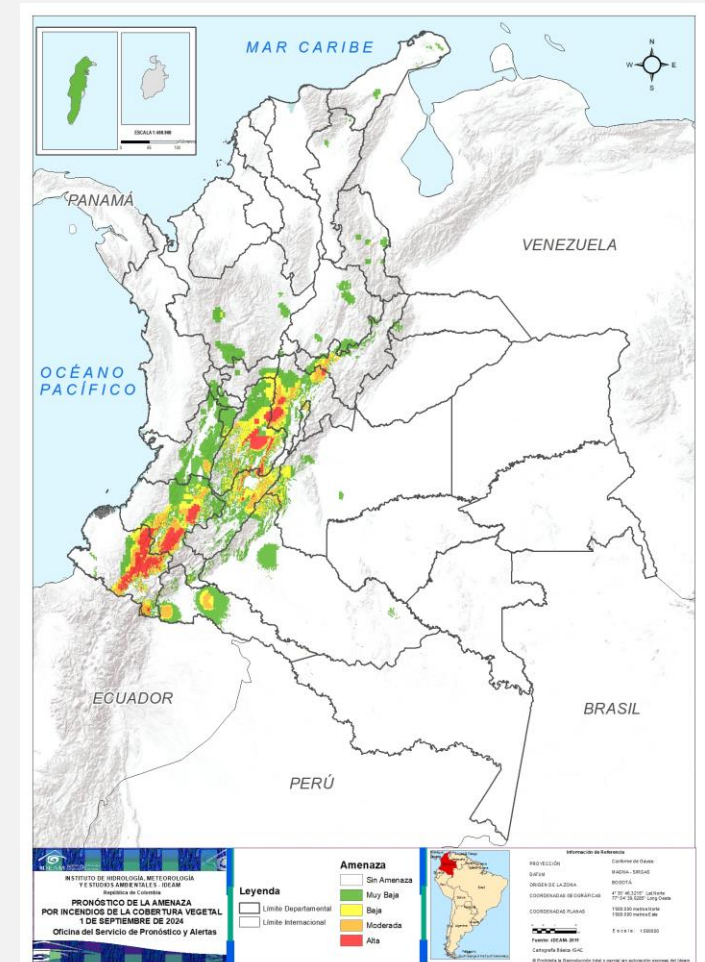 MAR CARIBE
N
W
E
S
ESCALA 1:400.000
PANAMÁ
VENEZUELA
OCÉANO
PACÍFICO
ECUADOR
BRASIL
PERÚ
INSTITUTO DE HIDROLOGÍA, METEOROLOGÍA
Y ESTUDIOS AMBIENTALES - IDEAM
República de Colombia
PRONÓSTICO DE LA AMENAZA
POR INCENDIOS DE LA COBERTURA VEGETAL
1 DE SEPTIEMBRE DE 2024
Oficina del Servicio de Pronóstico y Alertas
Leyenda
Límite Departamental
Límite Internacional
Amenaza
Sin Amenaza
Muy Baja
Baja
Moderada
Alta
Información de Referencia
PROYECCIÓN Conforme de Gauss
DATUM MAGNA - SIRGAS
ORIGEN DE LA ZONA: BOGOTÁ
COORDENADAS GEOGRÁFICAS
COORDENADAS PLANAS
Fuente: IDEAM, 2019
Cartografía Básica: IGAC